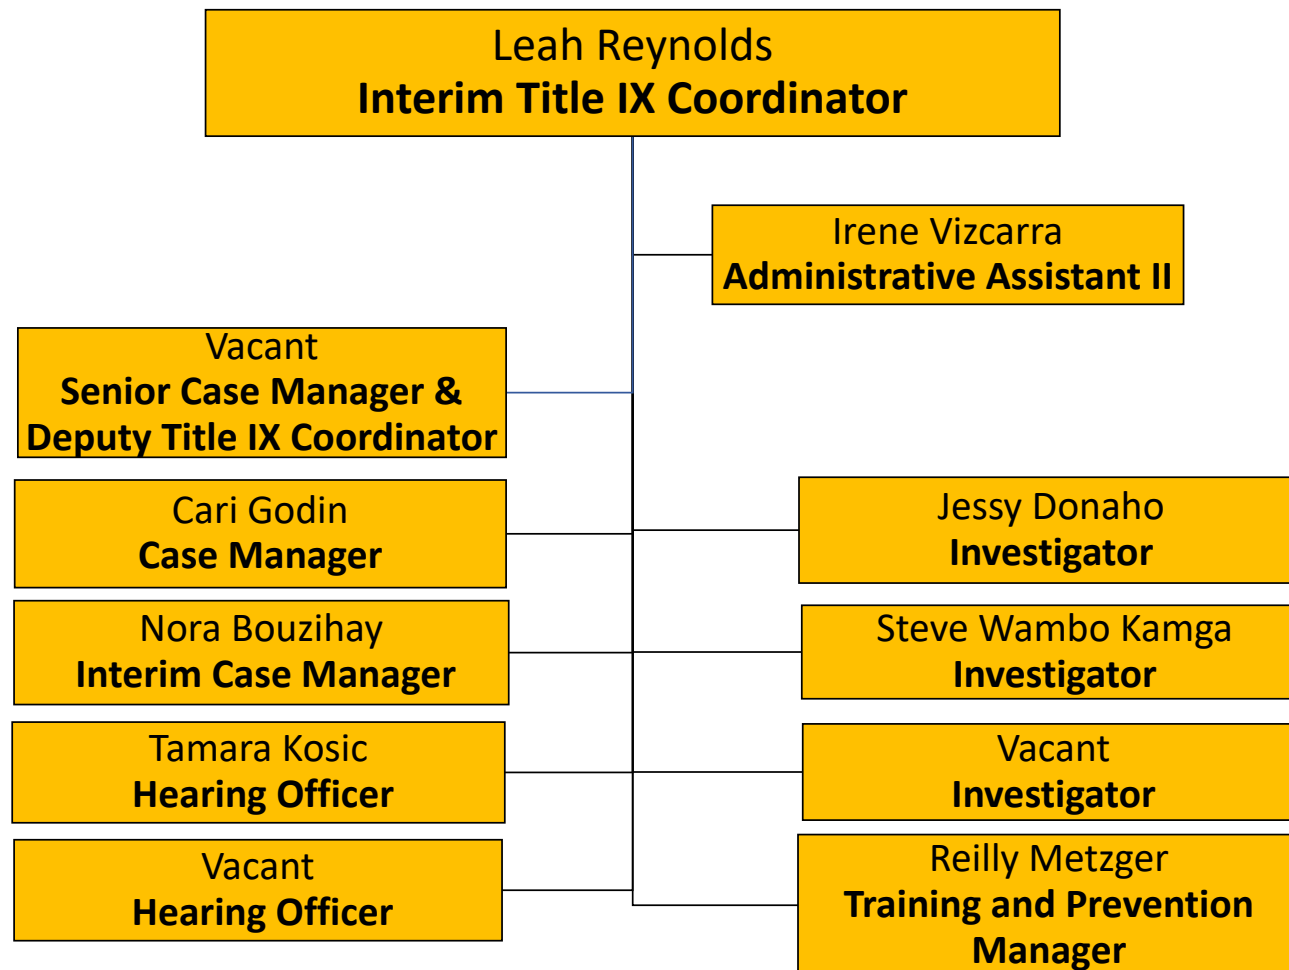 Leah Reynolds
Interim Title IX Coordinator
Irene Vizcarra
Administrative Assistant II
Vacant
Senior Case Manager &
Deputy Title IX Coordinator
Cari Godin
Case Manager
Jessy Donaho
Investigator
Nora Bouzihay
Interim Case Manager
Steve Wambo Kamga
Investigator
Tamara Kosic
Hearing Officer
Vacant
Investigator
Vacant
Hearing Officer
Reilly Metzger
Training and Prevention
Manager